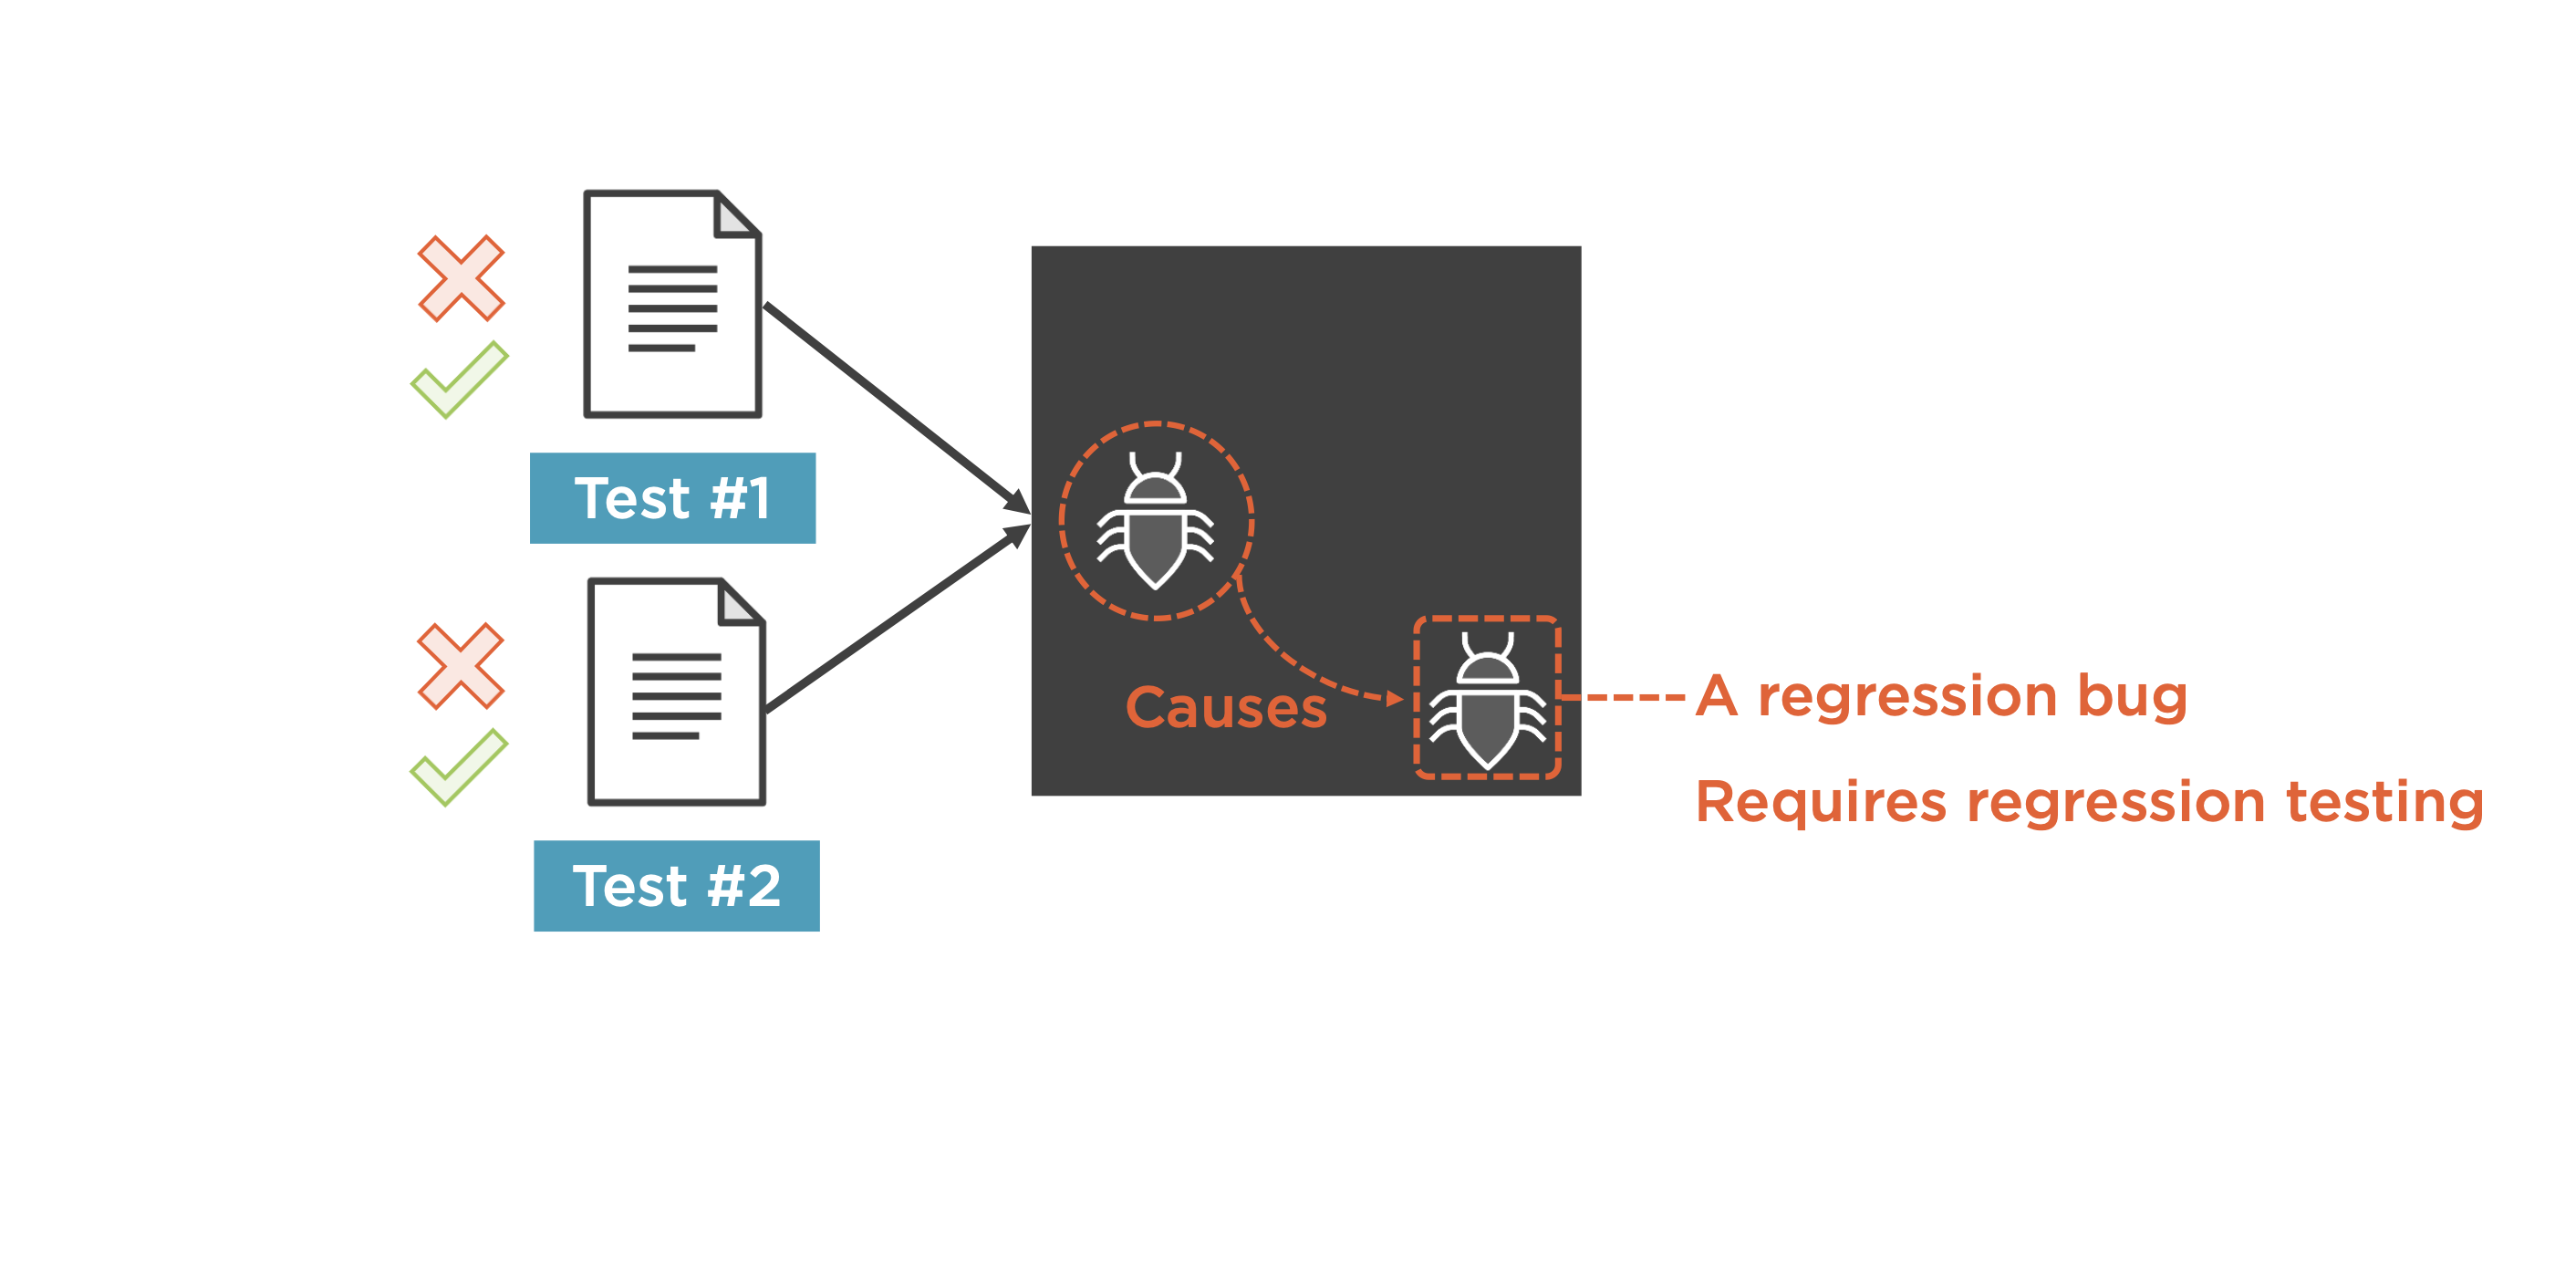 Test #1
Causes
A regression bug
Requires regression testing
Test #2